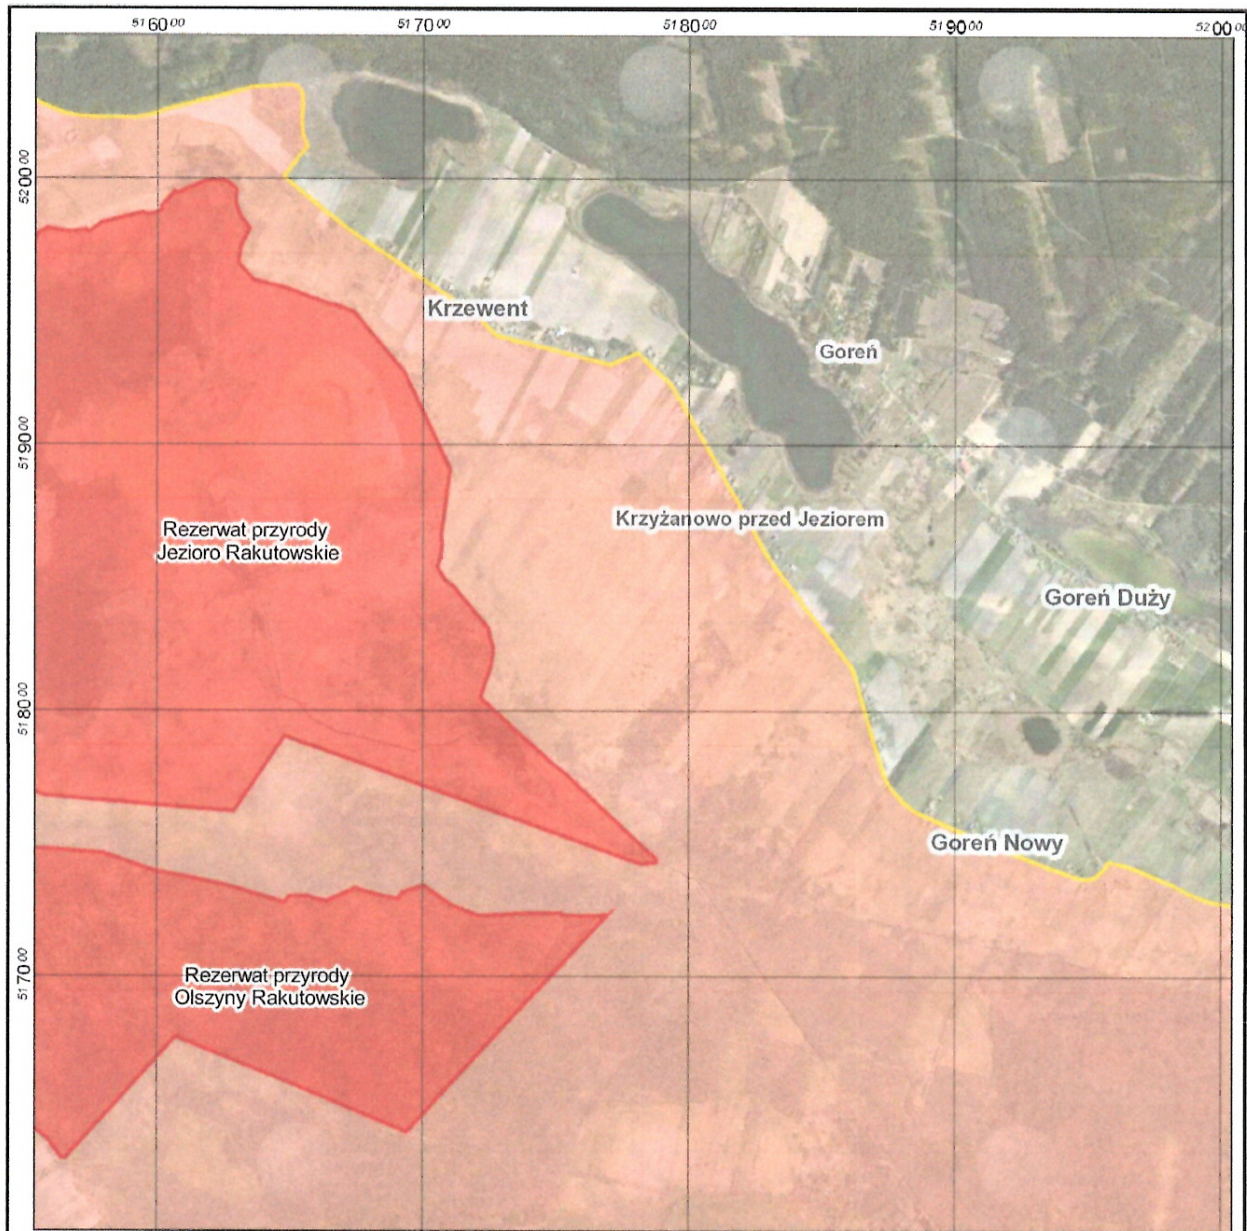 5160 00
5170 00
5180 00
5190 00
5200 00
5200 00
Krzewent
Goreń
5190 00
Krzyżanowo przed Jeziorem
Rezerwat przyrody
Jezioro Rakutowskie
Goreń Duży
5180 00
Goreń Nowy
5170 00
Rezerwat przyrody
Olszyny Rakutowskie